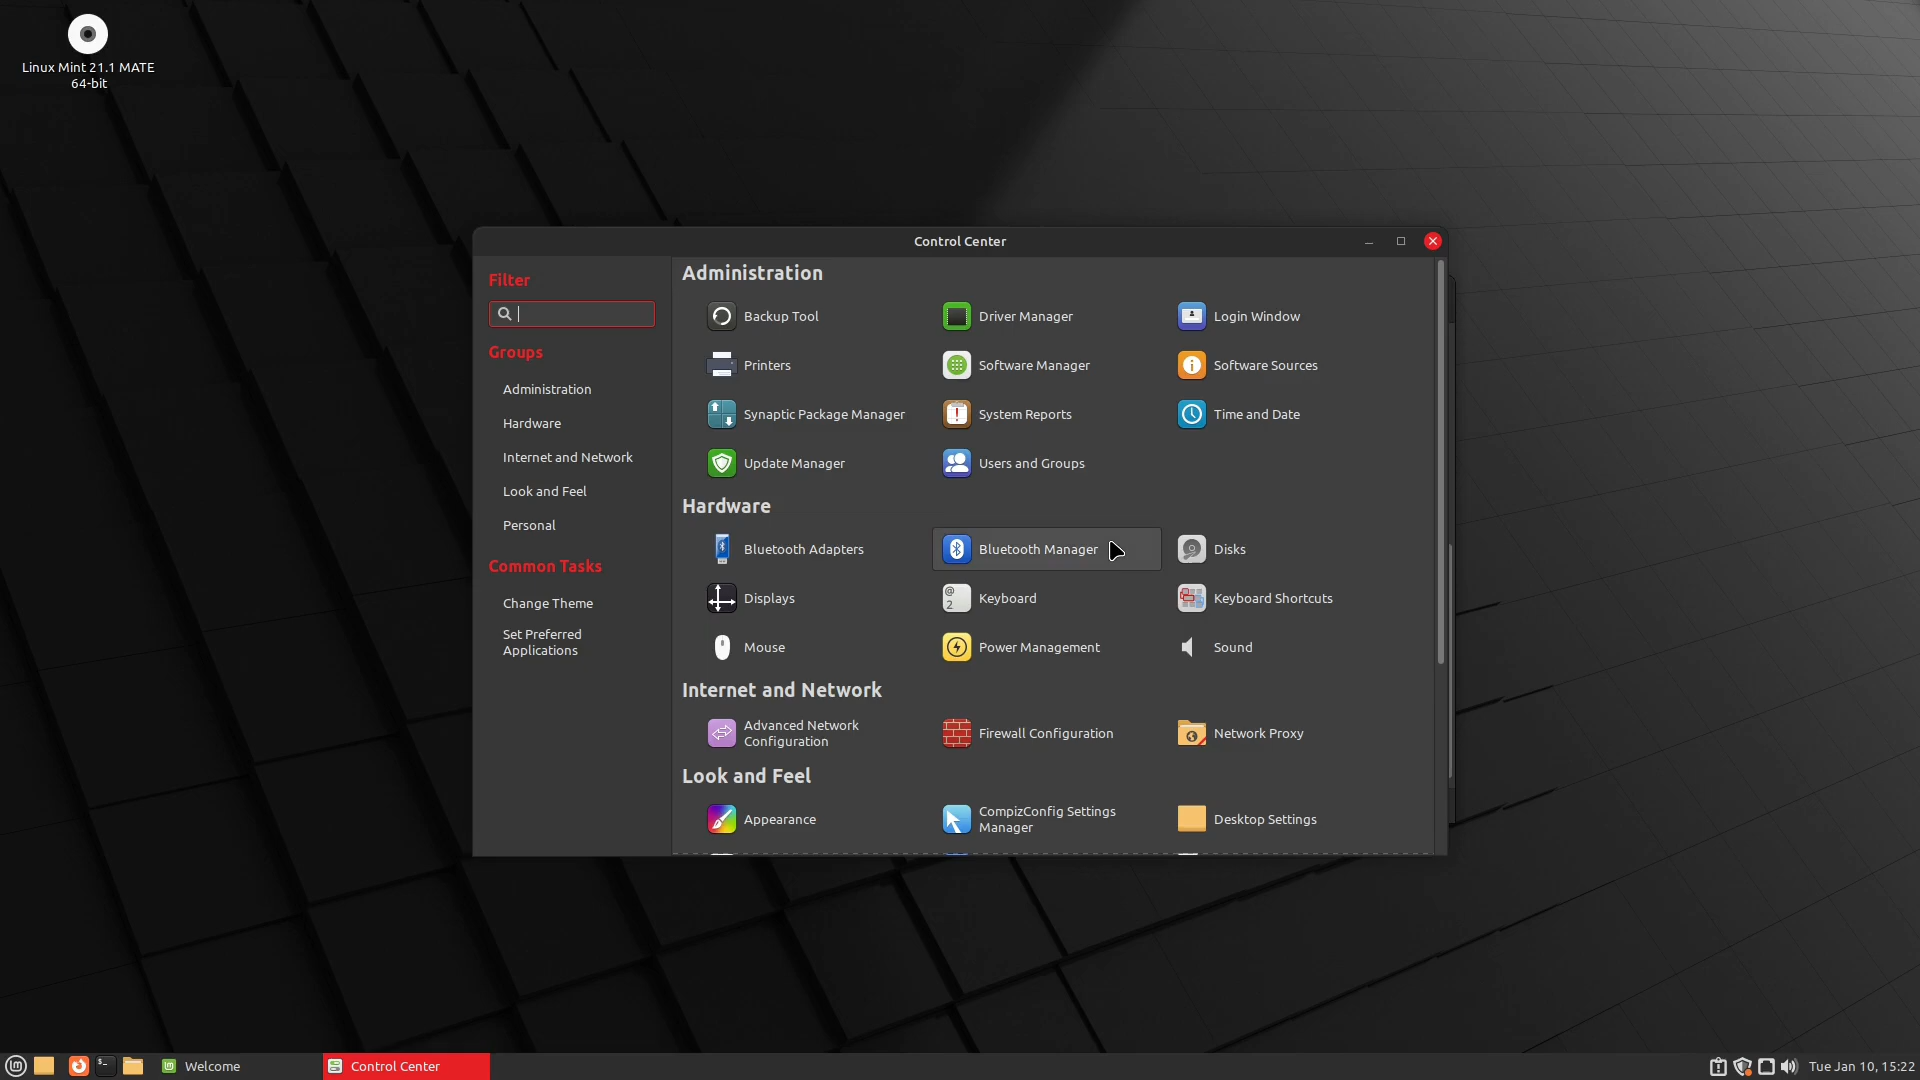 Linux Mint 21.1 MATE
64-bit
Control Center
Filter
Groups
Administration
Hardware
Internet and Network
Look and Feel
Personal
Common Tasks
Change Theme
Set Preferred
Applications
Administration
Backup Tool
Driver Manager
Login Window
Printers
Software Manager
Software Sources
Synaptic Package Manager
System Reports
Time and Date
Update Manager
Users and Groups
Hardware
Bluetooth Adapters
Bluetooth Manager
Disks
Displays
@
2
Keyboard
Keyboard Shortcuts
Mouse
Power Management
Sound
Internet and Network
Advanced Network
Configuration
Firewall Configuration
Network Proxy
Look and Feel
Appearance
CompizConfig Settings
Manager
Desktop Settings
Welcome
Control Center
Tue Jan 10, 15:22